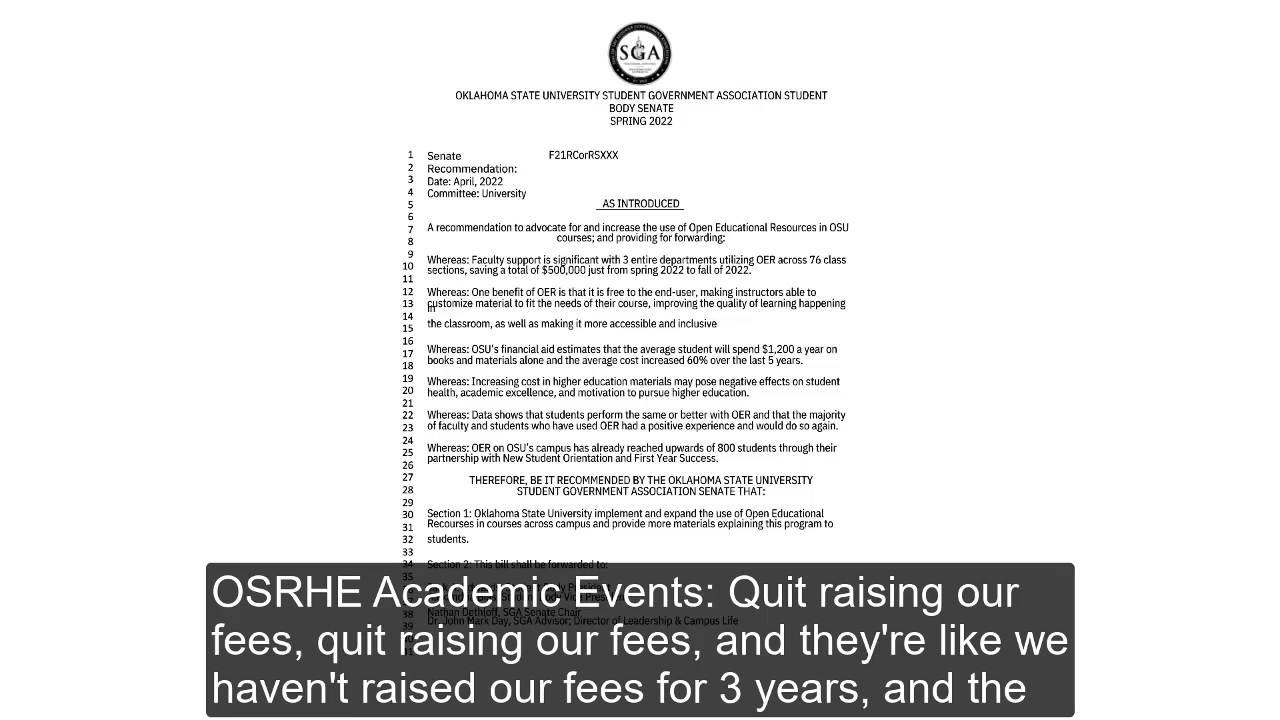 SGA
OKLAHOMA STATE UNIVERSITY STUDENT GOVERNMENT ASSOCIATION STUDENT
BODY SENATE
SPRING 2022
1 Senate F21RCorRSXXX
2 Recommendation:
3 Date: April, 2022
4 Committee: University
5 AS INTRODUCED
6
7 A recommendation to advocate for and increase the use of Open Educational Resources in OSU
8 courses; and providing for forwarding:
9 Whereas: Faculty support is significant with 3 entire departments utilizing OER across 76 class
10 sections, saving a total of $500,000 just from spring 2022 to fall of 2022.
11
12 Whereas: One benefit of OER is that it is free to the end-user, making instructors able to
13 customize material to fit the needs of their course, improving the quality of learning happening
in
14
15 the classroom, as well as making it more accessible and inclusive
16
17 Whereas: OSU's financial aid estimates that the average student will spend $1,200 a year on
18 books and materials alone and the average cost increased 60% over the last 5 years.
19 Whereas: Increasing cost in higher education materials may pose negative effects on student
20 health, academic excellence, and motivation to pursue higher education.
21
22 Whereas: Data shows that students perform the same or better with OER and that the majority
23 of faculty and students who have used OER had a positive experience and would do so again.
24
25 Whereas: OER on OSU's campus has already reached upwards of 800 students through their
26 partnership with New Student Orientation and First Year Success.
27 THEREFORE, BE IT RECOMMENDED BY THE OKLAHOMA STATE UNIVERSITY
28 STUDENT GOVERNMENT ASSOCIATION SENATE THAT:
29
30 Section 1: Oklahoma State University implement and expand the use of Open Educational
31 Recourses in courses across campus and provide more materials explaining this program to
32 students.
33
34 Section 2: This bill shall be forwarded to:
35
38 Nathan Dethloff, SGA Senate Chair
39 Dr. John Mark Day, SGA Advisor; Director of Leadership & Campus Life
OSRHE Academic Events: Quit raising our
fees, quit raising our fees, and they're like we
haven't raised our fees for 3 years, and the